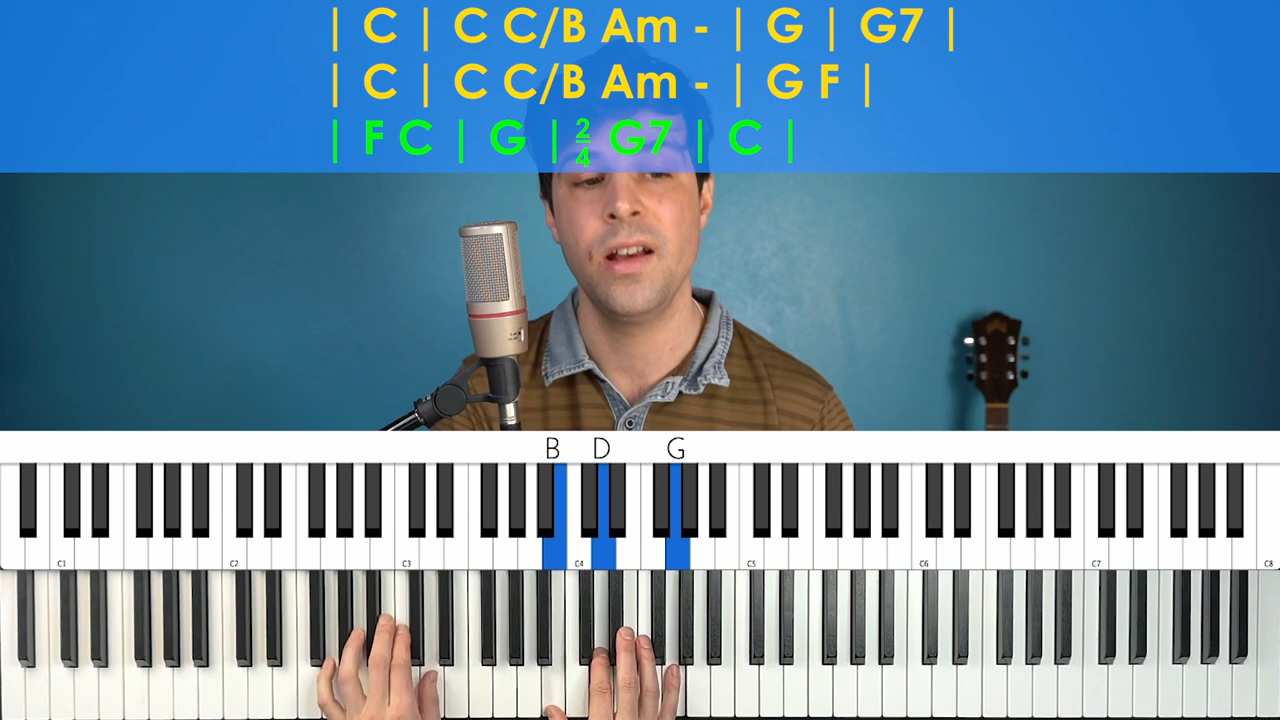 | C | C C/B Am - | G | G7 |
| C | C C/B Am - | G F |
| F C | G | 2/4 G7 | C |
B D G
C1 C2 C3 C4 C5 C6 C7 C8